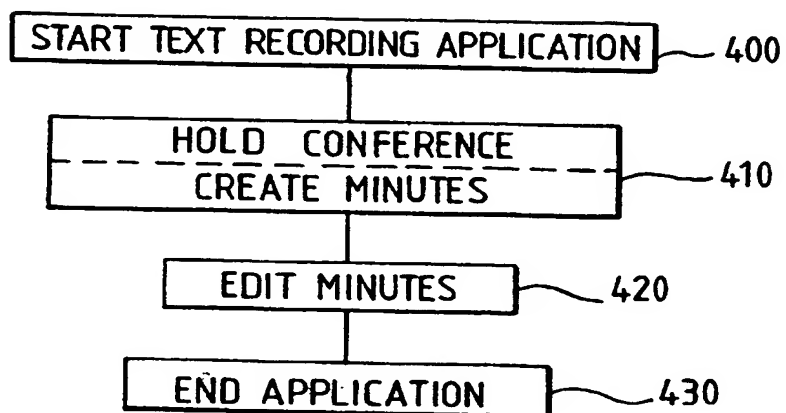 START TEXT RECORDING APPLICATION
400
HOLD CONFERENCE
CREATE MINUTES
410
EDIT MINUTES
420
END APPLICATION
430